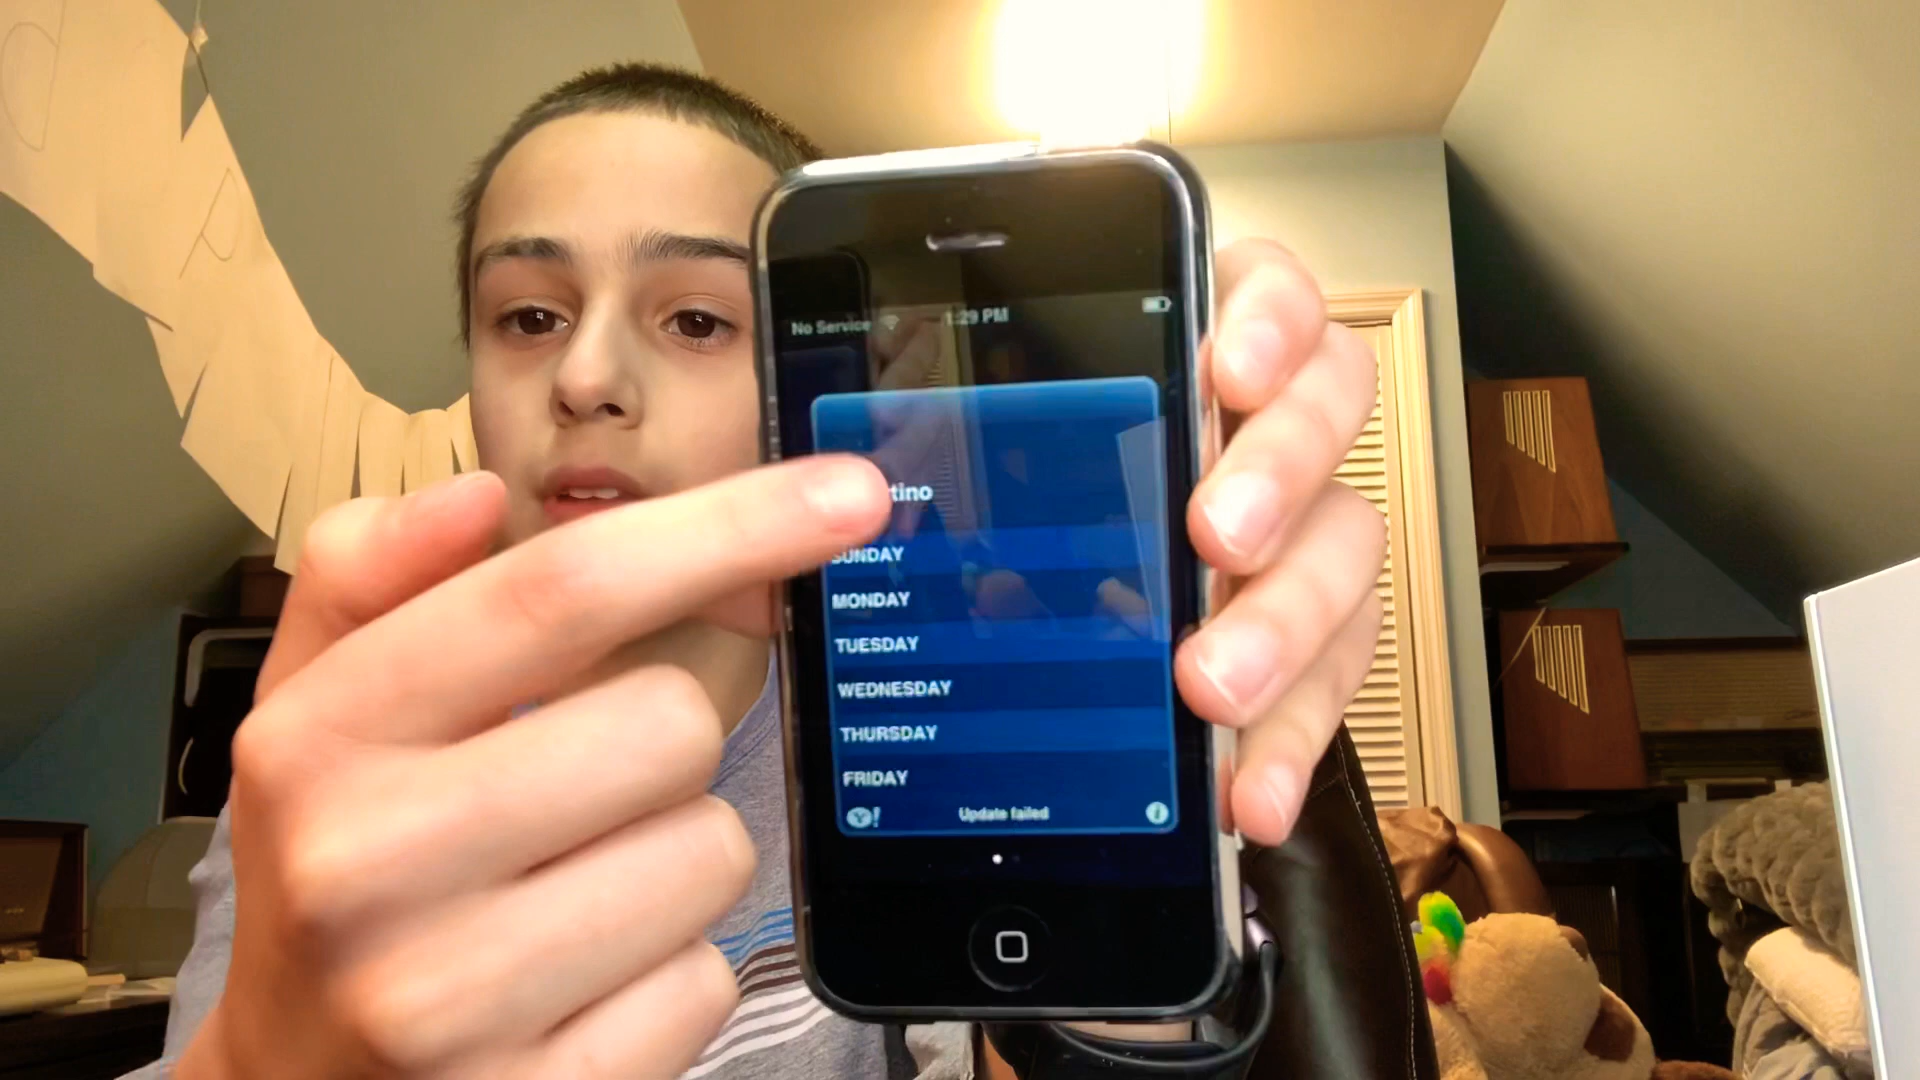 No Service 1:29 PM
tino
SUNDAY
MONDAY
TUESDAY
WEDNESDAY
THURSDAY
FRIDAY
Y! Update failed i